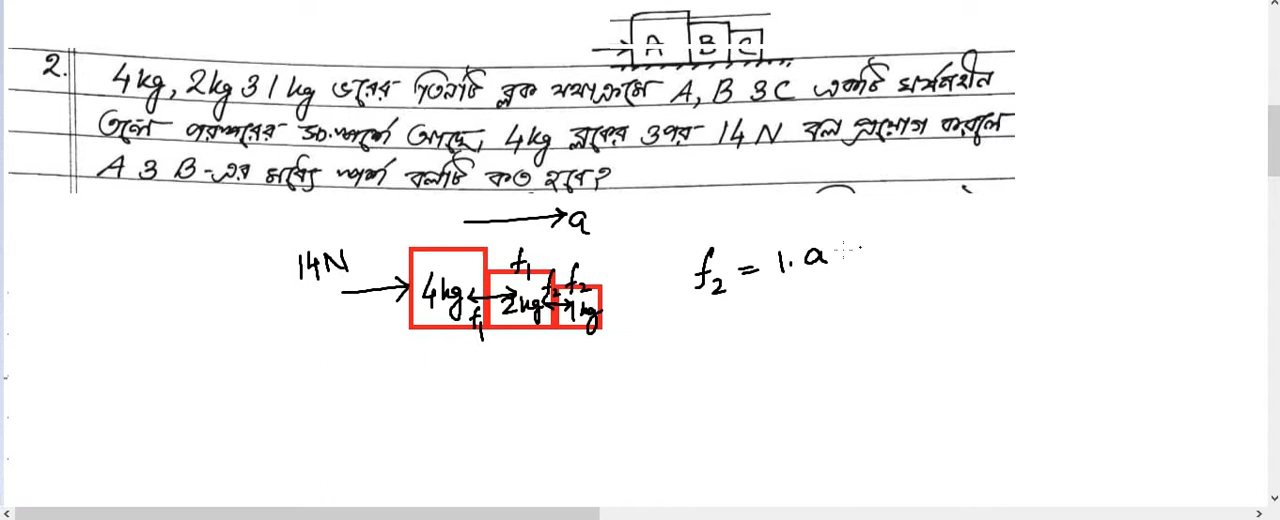 A B C
2. 4kg, 2kg ও 1kg ভরের তিনটি ব্লক যথাক্রমে A, B ও C একটি ঘর্ষনহীন
তলে পরস্পরের সংস্পর্শে আছে, 4kg ব্লকের ওপর 14N বল প্রয়োগ করলে
A ও B-এর মধ্যে স্পর্শ বলটি কত হবে?
a
14N 4kg f₁ f₁ 2kg f₂ f₂ 1kg
f₂ = 1.a